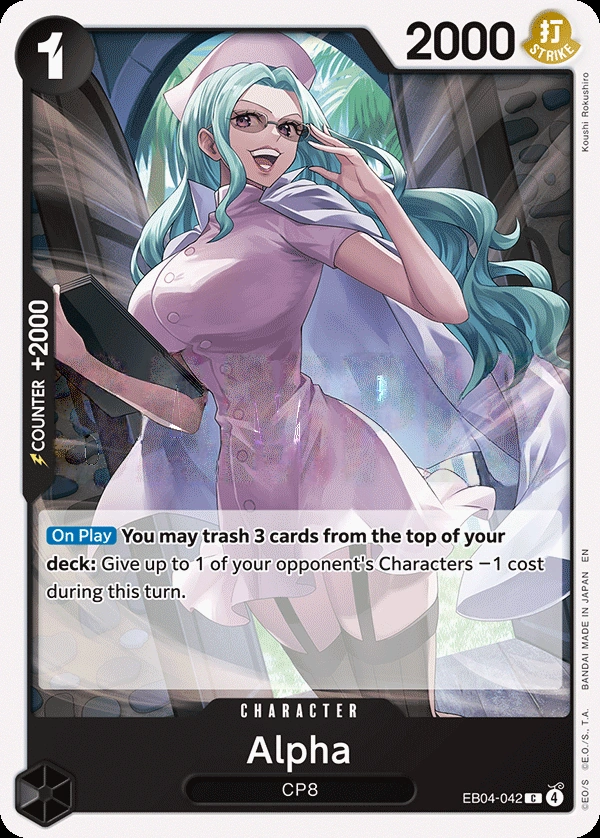 1
2000
打
STRIKE
Koushi Rokushiro
COUNTER +2000
On Play You may trash 3 cards from the top of your
deck: Give up to 1 of your opponent's Characters −1 cost
during this turn.
CHARACTER
Alpha
CP8
EB04-042 C 4
©EO/S ©E.O./S., T.A. BANDAI MADE IN JAPAN EN